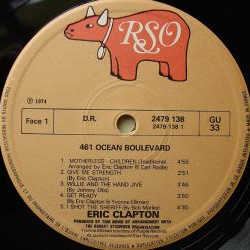 RSO
℗ 1974
Face 1
D.R.
2479 138
2479 138 1
GU
33
461 OCEAN BOULEVARD
1. MOTHERLESS CHILDREN (Traditional, 4'55
Arranged by Eric Clapton & Carl Radle)
2. GIVE ME STRENGTH 2'50
(By Eric Clapton)
3. WILLIE AND THE HAND JIVE 3'30
(By Johnny Otis)
4. GET READY
(By Eric Clapton & Yvonne Elliman)
5. I SHOT THE SHERIFF (By Bob Marley) 4'30
ERIC CLAPTON
PRODUCED BY TOM DOWD BY ARRANGEMENT WITH
THE ROBERT STIGWOOD ORGANISATION